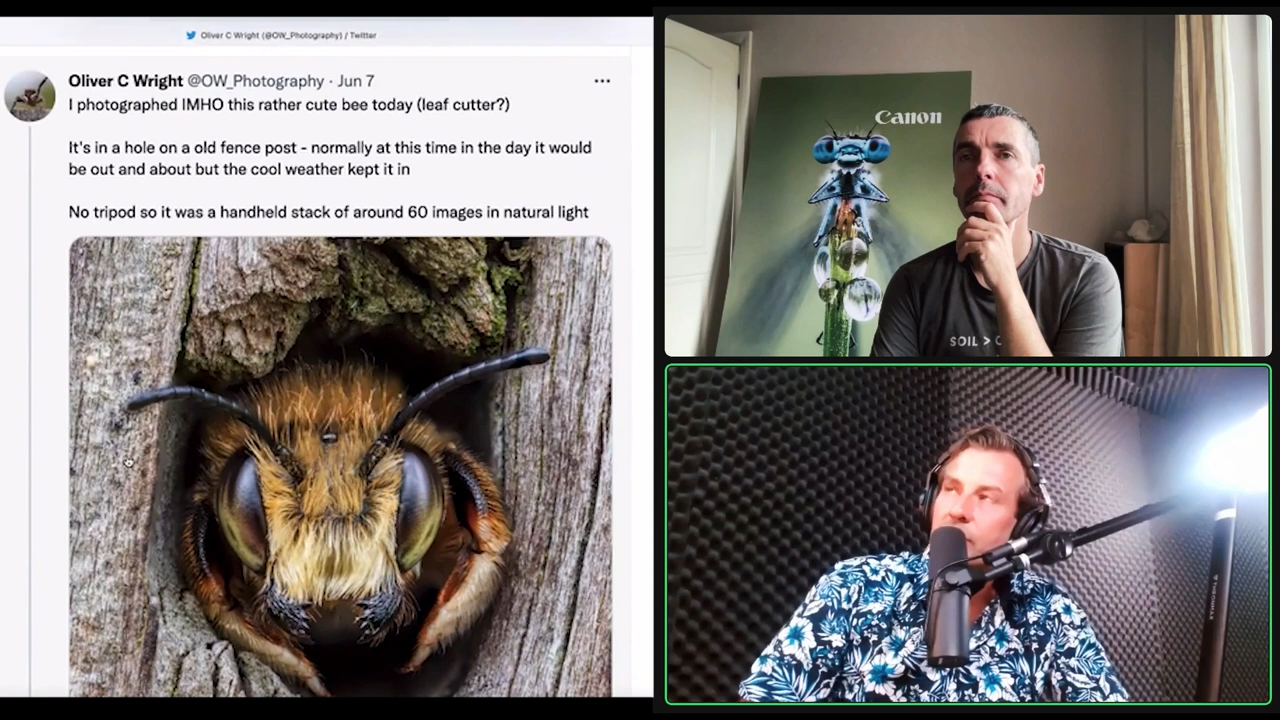 Oliver C Wright (@OW_Photography) / Twitter
Oliver C Wright @OW_Photography · Jun 7
I photographed IMHO this rather cute bee today (leaf cutter?)
It's in a hole on a old fence post - normally at this time in the day it would
be out and about but the cool weather kept it in
No tripod so it was a handheld stack of around 60 images in natural light
Canon
SOIL >